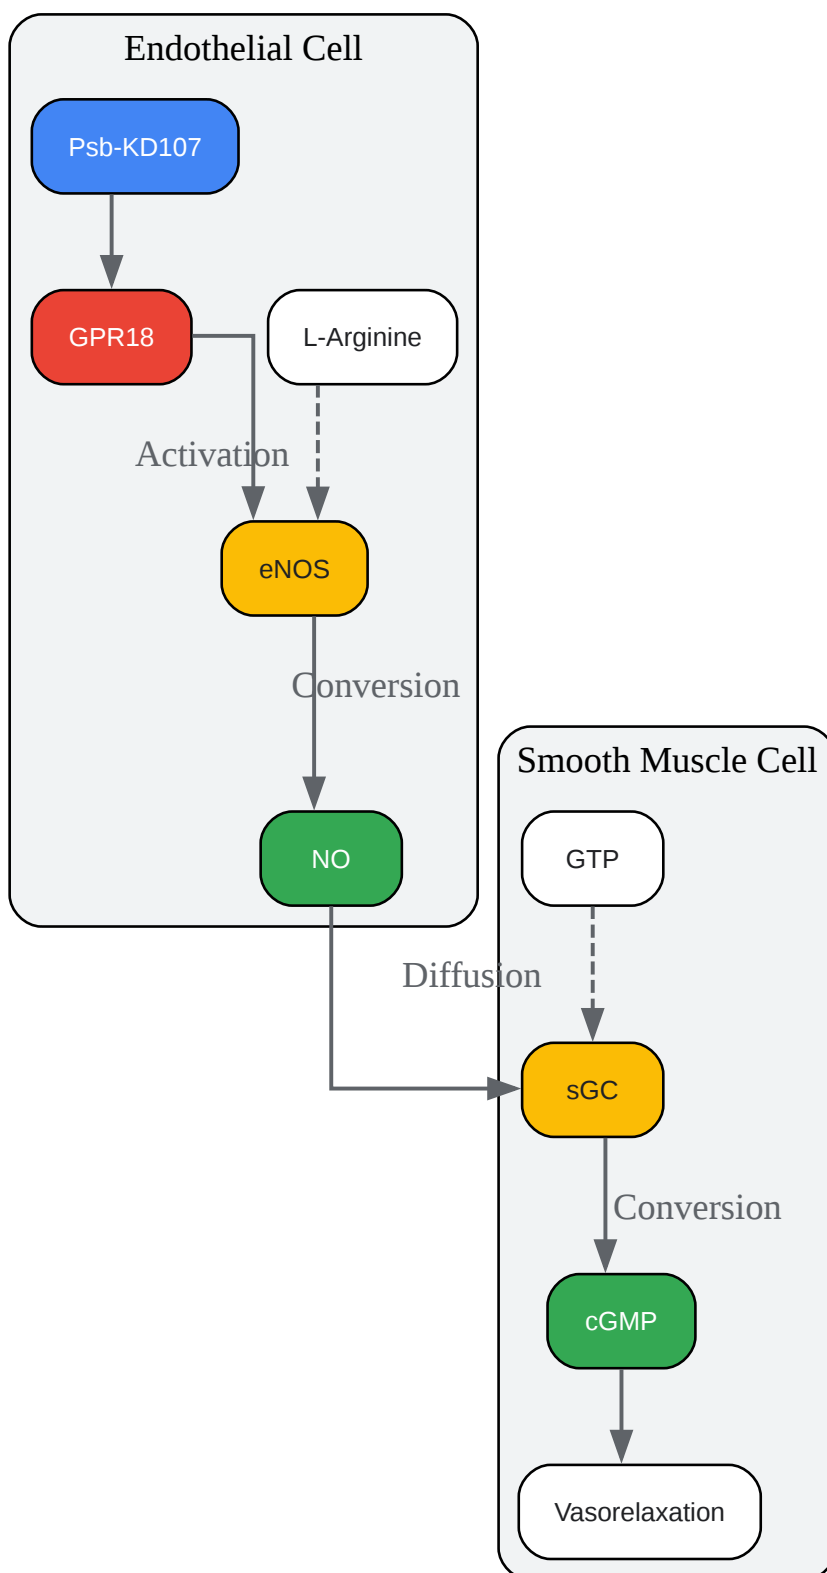 Endothelial Cell
Psb-KD107
GPR18
L-Arginine
Activation
eNOS
Conversion
Smooth Muscle Cell
NO
GTP
Diffusion
sGC
Conversion
cGMP
Vasorelaxation